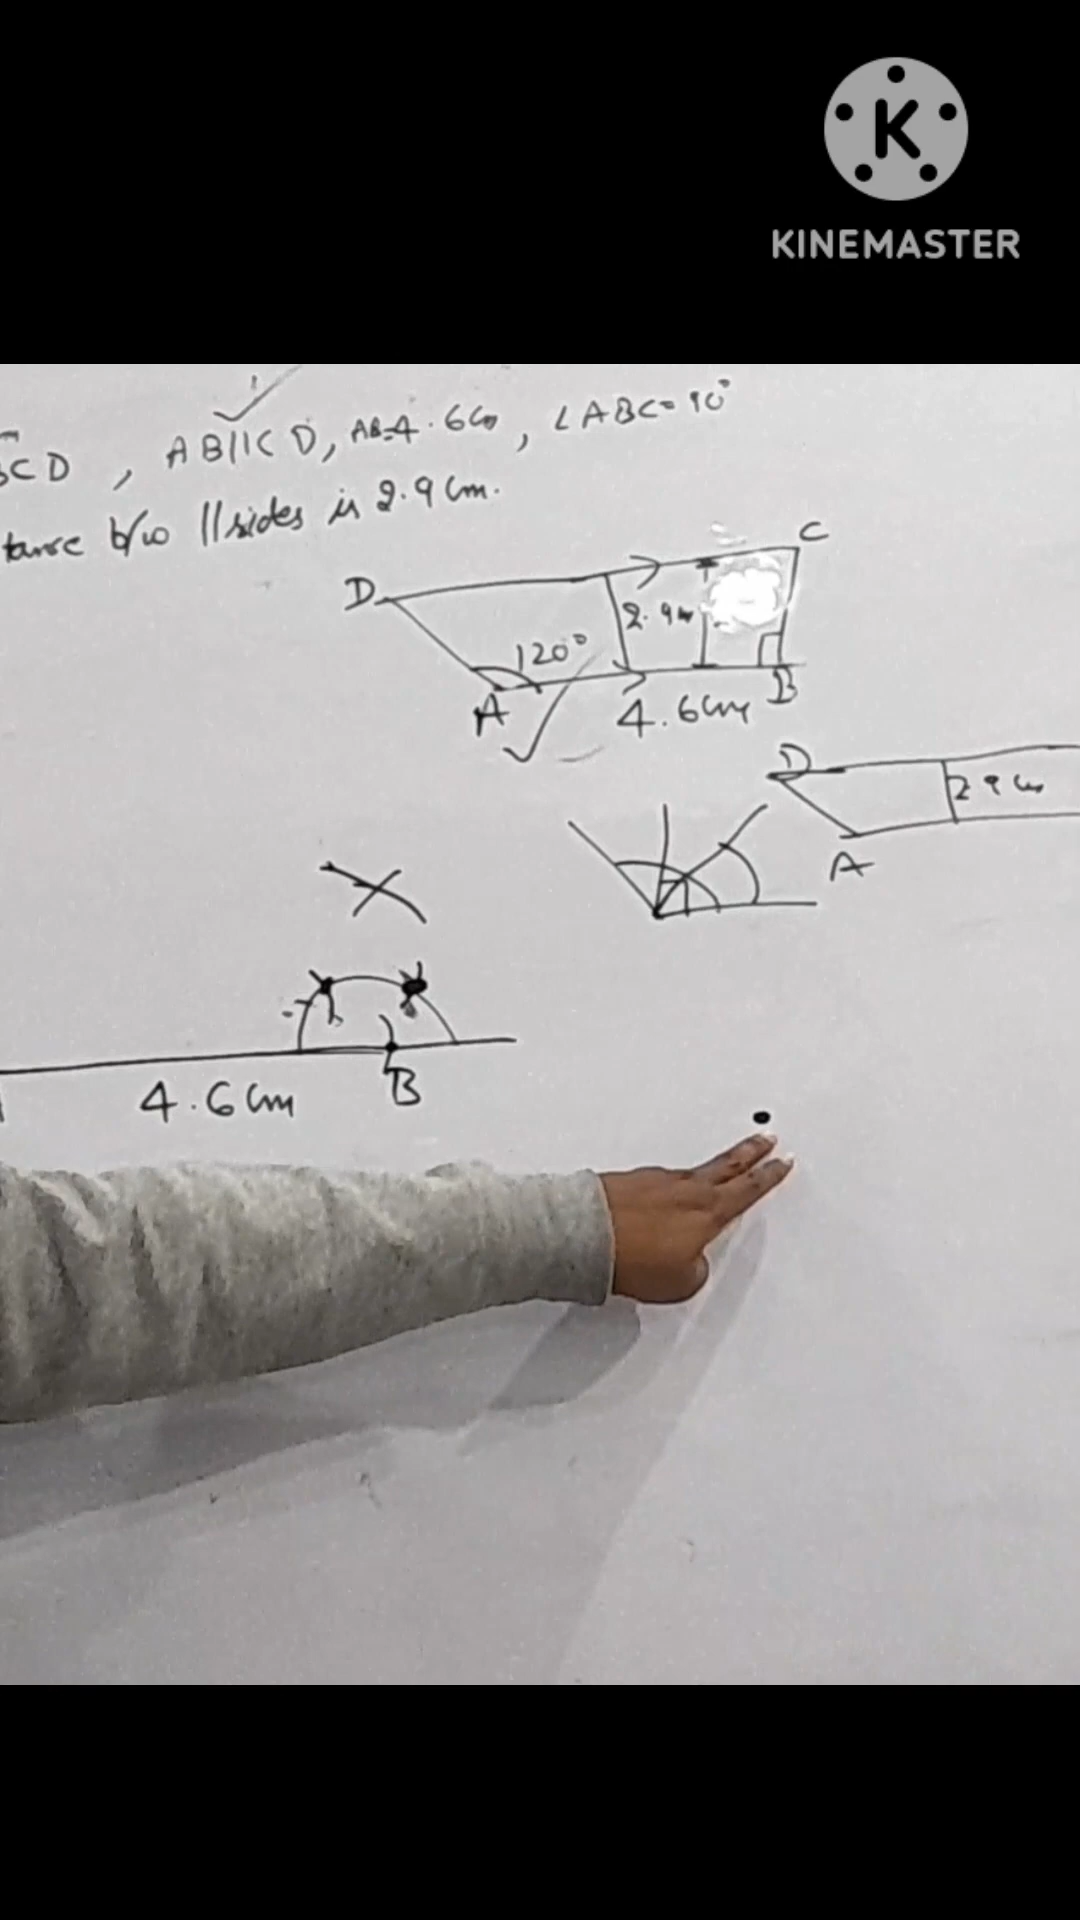 KINEMASTER
BCD , AB||CD, AB=4.6cm, ∠ABC=90°
tance b/w || sides is 2.9cm.
C
D
2.9cm
120°
A
4.6cm
B
D
2.9cm
A
4.6cm
B